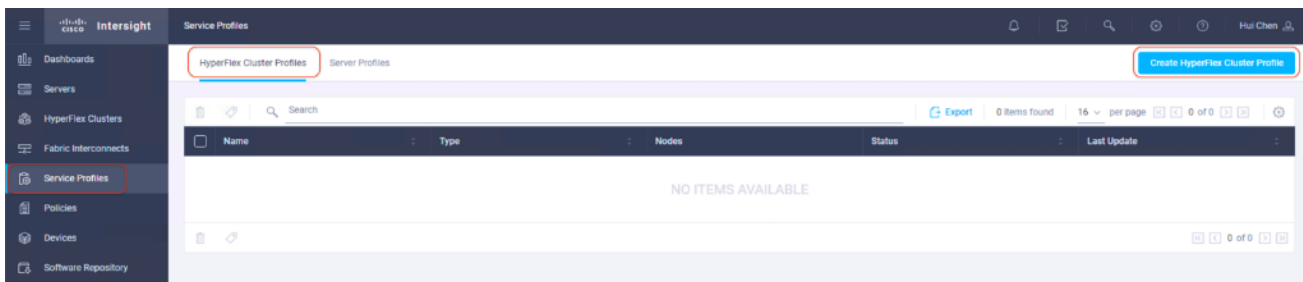 cisco Intersight Service Profiles Hui Chen
Dashboards HyperFlex Cluster Profiles Server Profiles Create HyperFlex Cluster Profile
Servers
Search Export 0 items found 16 per page 0 of 0
HyperFlex Clusters
Name Type Nodes Status Last Update
Fabric Interconnects
Service Profiles
NO ITEMS AVAILABLE
Policies
Devices 0 of 0
Software Repository